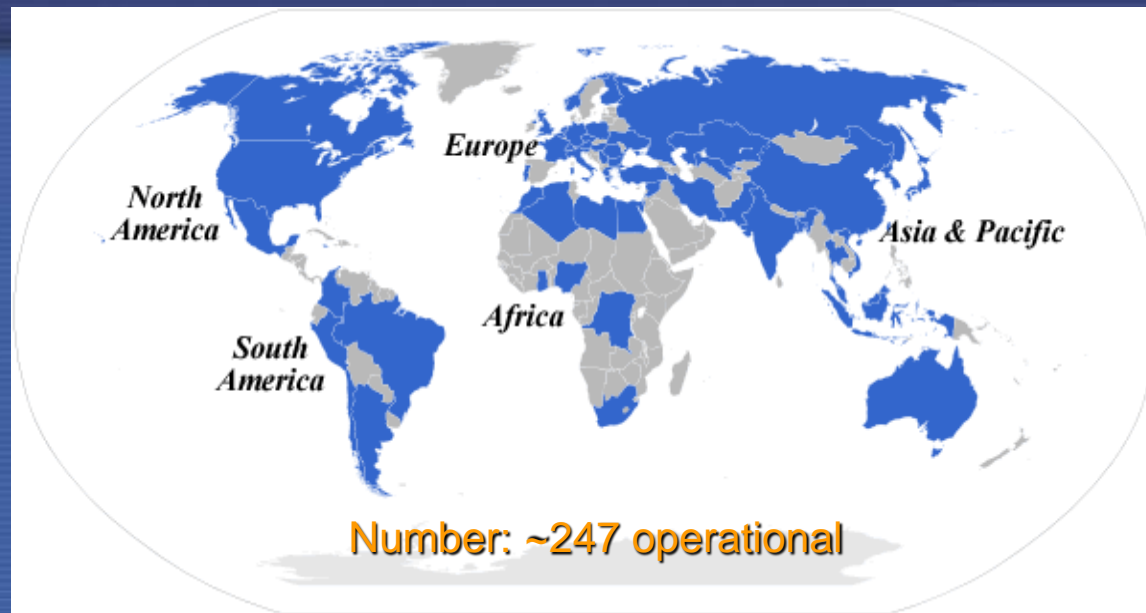 Europe
North
America
Asia & Pacific
Africa
South
America
Number: ~247 operational